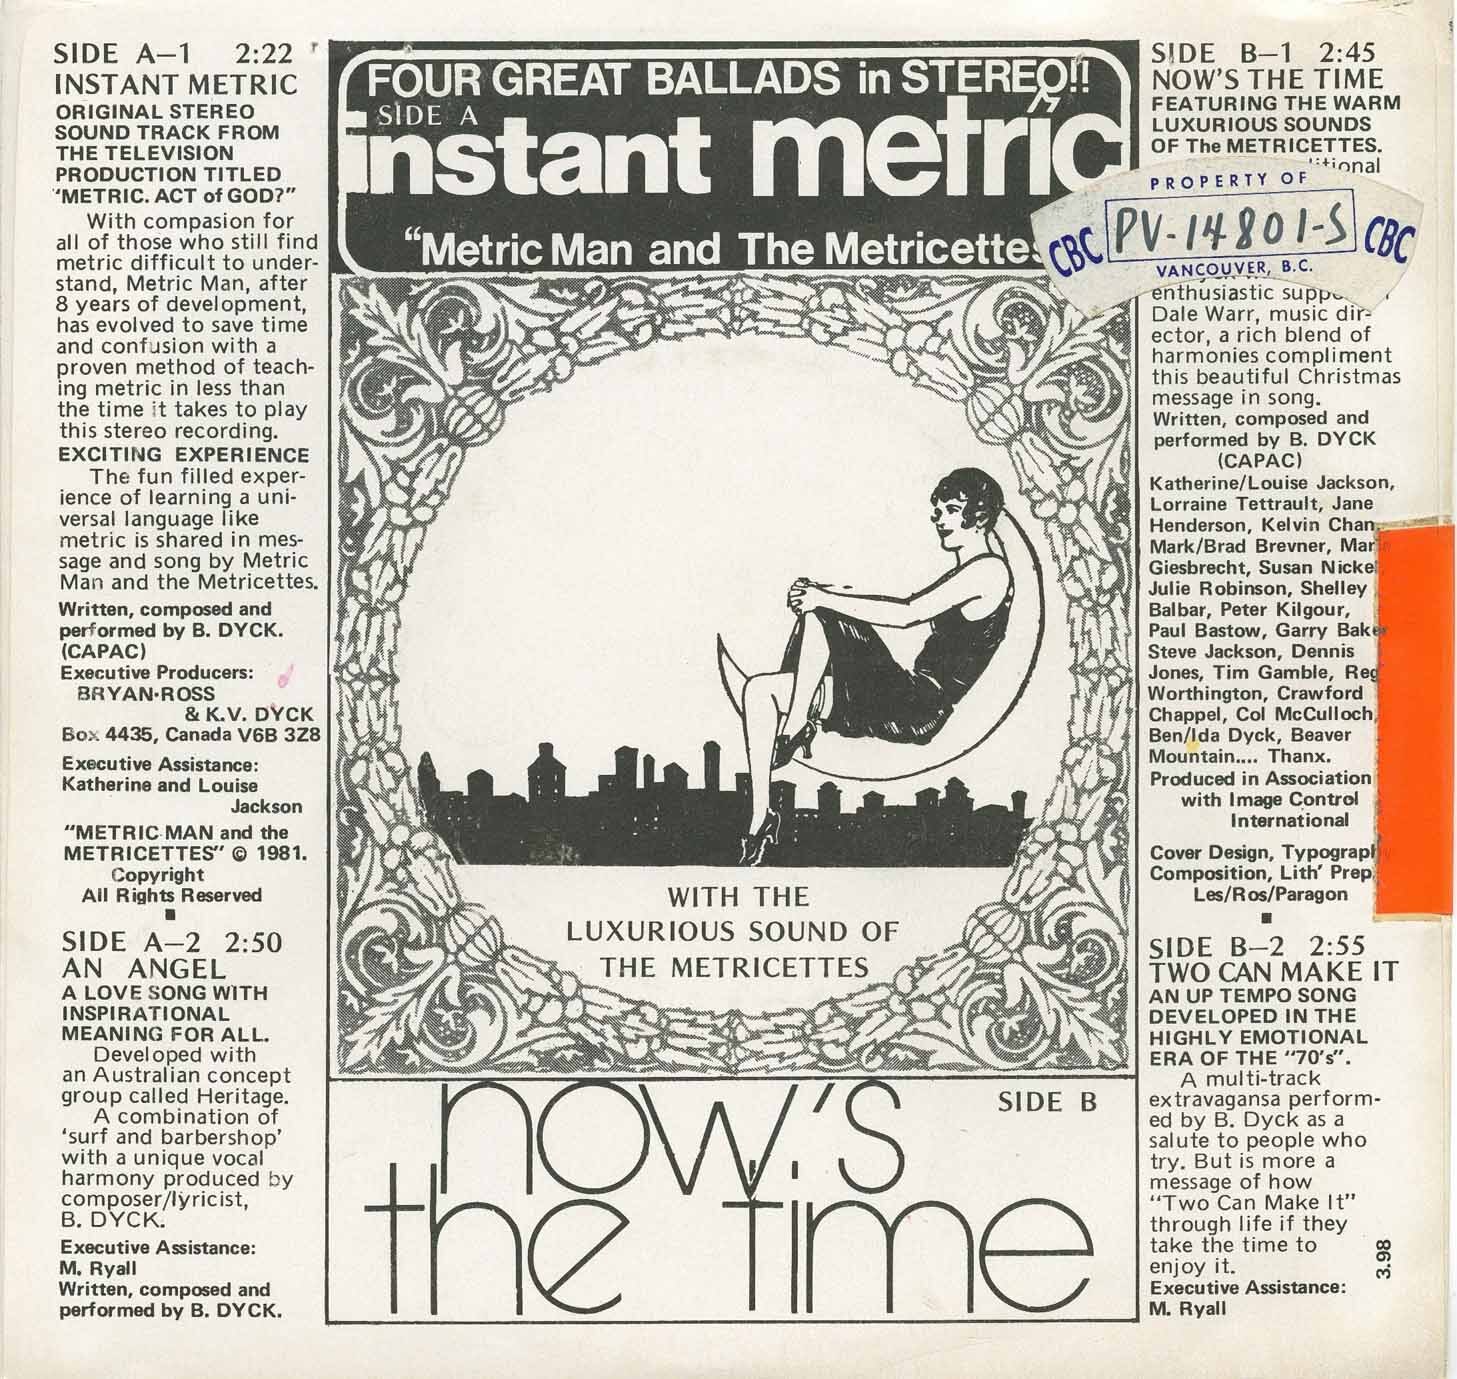 SIDE A—1 2:22
INSTANT METRIC
ORIGINAL STEREO
SOUND TRACK FROM
THE TELEVISION
PRODUCTION TITLED
'METRIC. ACT of GOD?"
With compasion for
all of those who still find
metric difficult to under-
stand, Metric Man, after
8 years of development,
has evolved to save time
and confusion with a
proven method of teach-
ing metric in less than
the time it takes to play
this stereo recording.
EXCITING EXPERIENCE
The fun filled exper-
ience of learning a uni-
versal language like
metric is shared in mes-
sage and song by Metric
Man and the Metricettes.
Written, composed and
performed by B. DYCK.
(CAPAC)
Executive Producers:
BRYAN·ROSS
& K.V. DYCK
Box 4435, Canada V6B 3Z8
Executive Assistance:
Katherine and Louise
Jackson
"METRIC MAN and the
METRICETTES" © 1981.
Copyright
All Rights Reserved
SIDE A—2 2:50
AN ANGEL
A LOVE SONG WITH
INSPIRATIONAL
MEANING FOR ALL.
Developed with
an Australian concept
group called Heritage.
A combination of
'surf and barbershop'
with a unique vocal
harmony produced by
composer/lyricist,
B. DYCK.
Executive Assistance:
M. Ryall
Written, composed and
performed by B. DYCK.
FOUR GREAT BALLADS in STEREO!!
SIDE A
instant metric
"Metric Man and The Metricettes
WITH THE
LUXURIOUS SOUND OF
THE METRICETTES
SIDE B
now's
the time
SIDE B—1 2:45
NOW'S THE TIME
FEATURING THE WARM
LUXURIOUS SOUNDS
OF The METRICETTES.
PROPERTY OF
CBC PV-14801-S CBC
VANCOUVER, B.C.
enthusiastic
Dale Warr, music dir-
ector, a rich blend of
harmonies compliment
this beautiful Christmas
message in song.
Written, composed and
performed by B. DYCK
(CAPAC)
Katherine/Louise Jackson,
Lorraine Tettrault, Jane
Henderson, Kelvin Chan
Mark/Brad Brevner,
Giesbrecht, Susan Nickel
Julie Robinson, Shelley
Balbar, Peter Kilgour,
Paul Bastow, Garry Baker
Steve Jackson, Dennis
Jones, Tim Gamble, Reg
Worthington, Crawford
Chappel, Col McCulloch,
Ben/Ida Dyck, Beaver
Mountain.... Thanx.
Produced in Association
with Image Control
International
Cover Design, Typography
Composition, Lith' Prep.
Les/Ros/Paragon
SIDE B—2 2:55
TWO CAN MAKE IT
AN UP TEMPO SONG
DEVELOPED IN THE
HIGHLY EMOTIONAL
ERA OF THE "70's".
A multi-track
extravagansa perform-
ed by B. Dyck as a
salute to people who
try. But is more a
message of how
"Two Can Make It"
through life if they
take the time to
enjoy it.
Executive Assistance:
M. Ryall
3.98